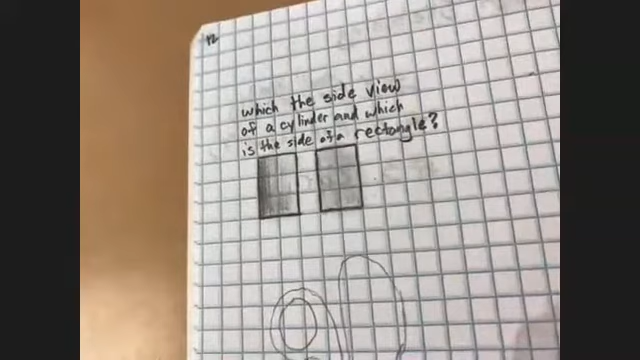 12
which the side view
of a cylinder and which
is the side of a rectangle?